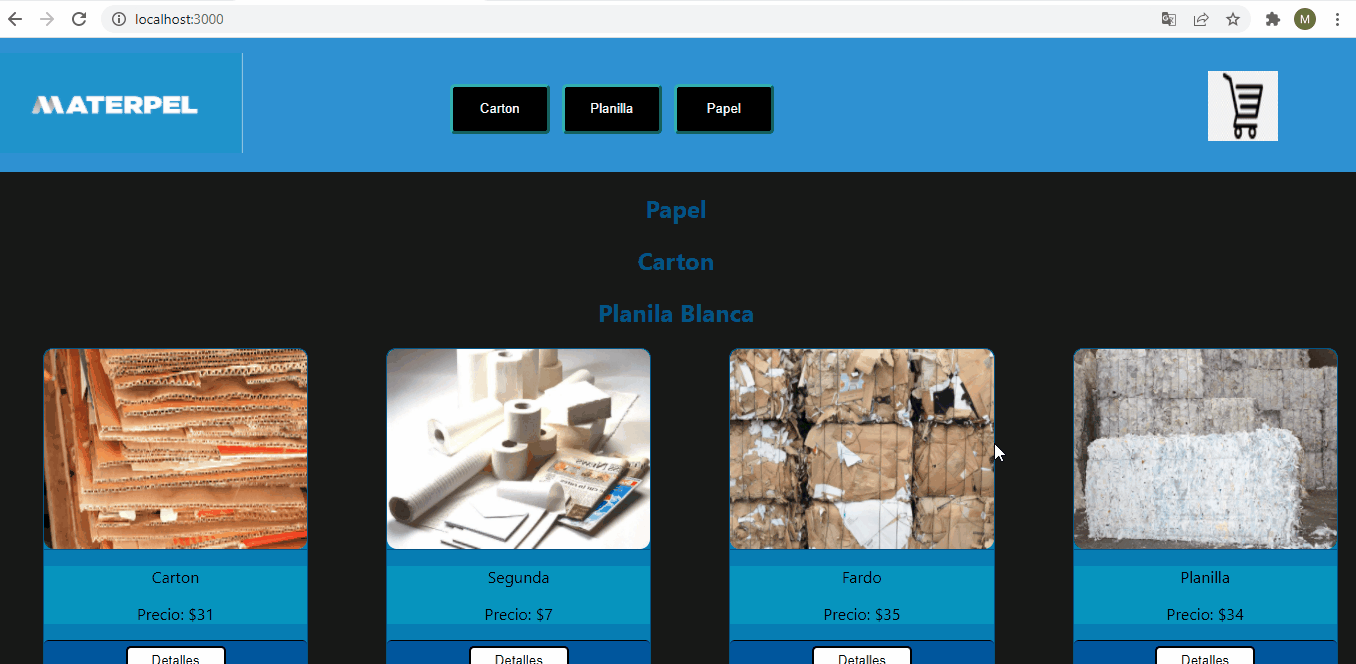 localhost:3000
M
MATERPEL
Carton
Planilla
Papel
Papel
Carton
Planila Blanca
Carton
Precio: $31
Detalles
Segunda
Precio: $7
Detalles
Fardo
Precio: $35
Detalles
Planilla
Precio: $34
Detalles